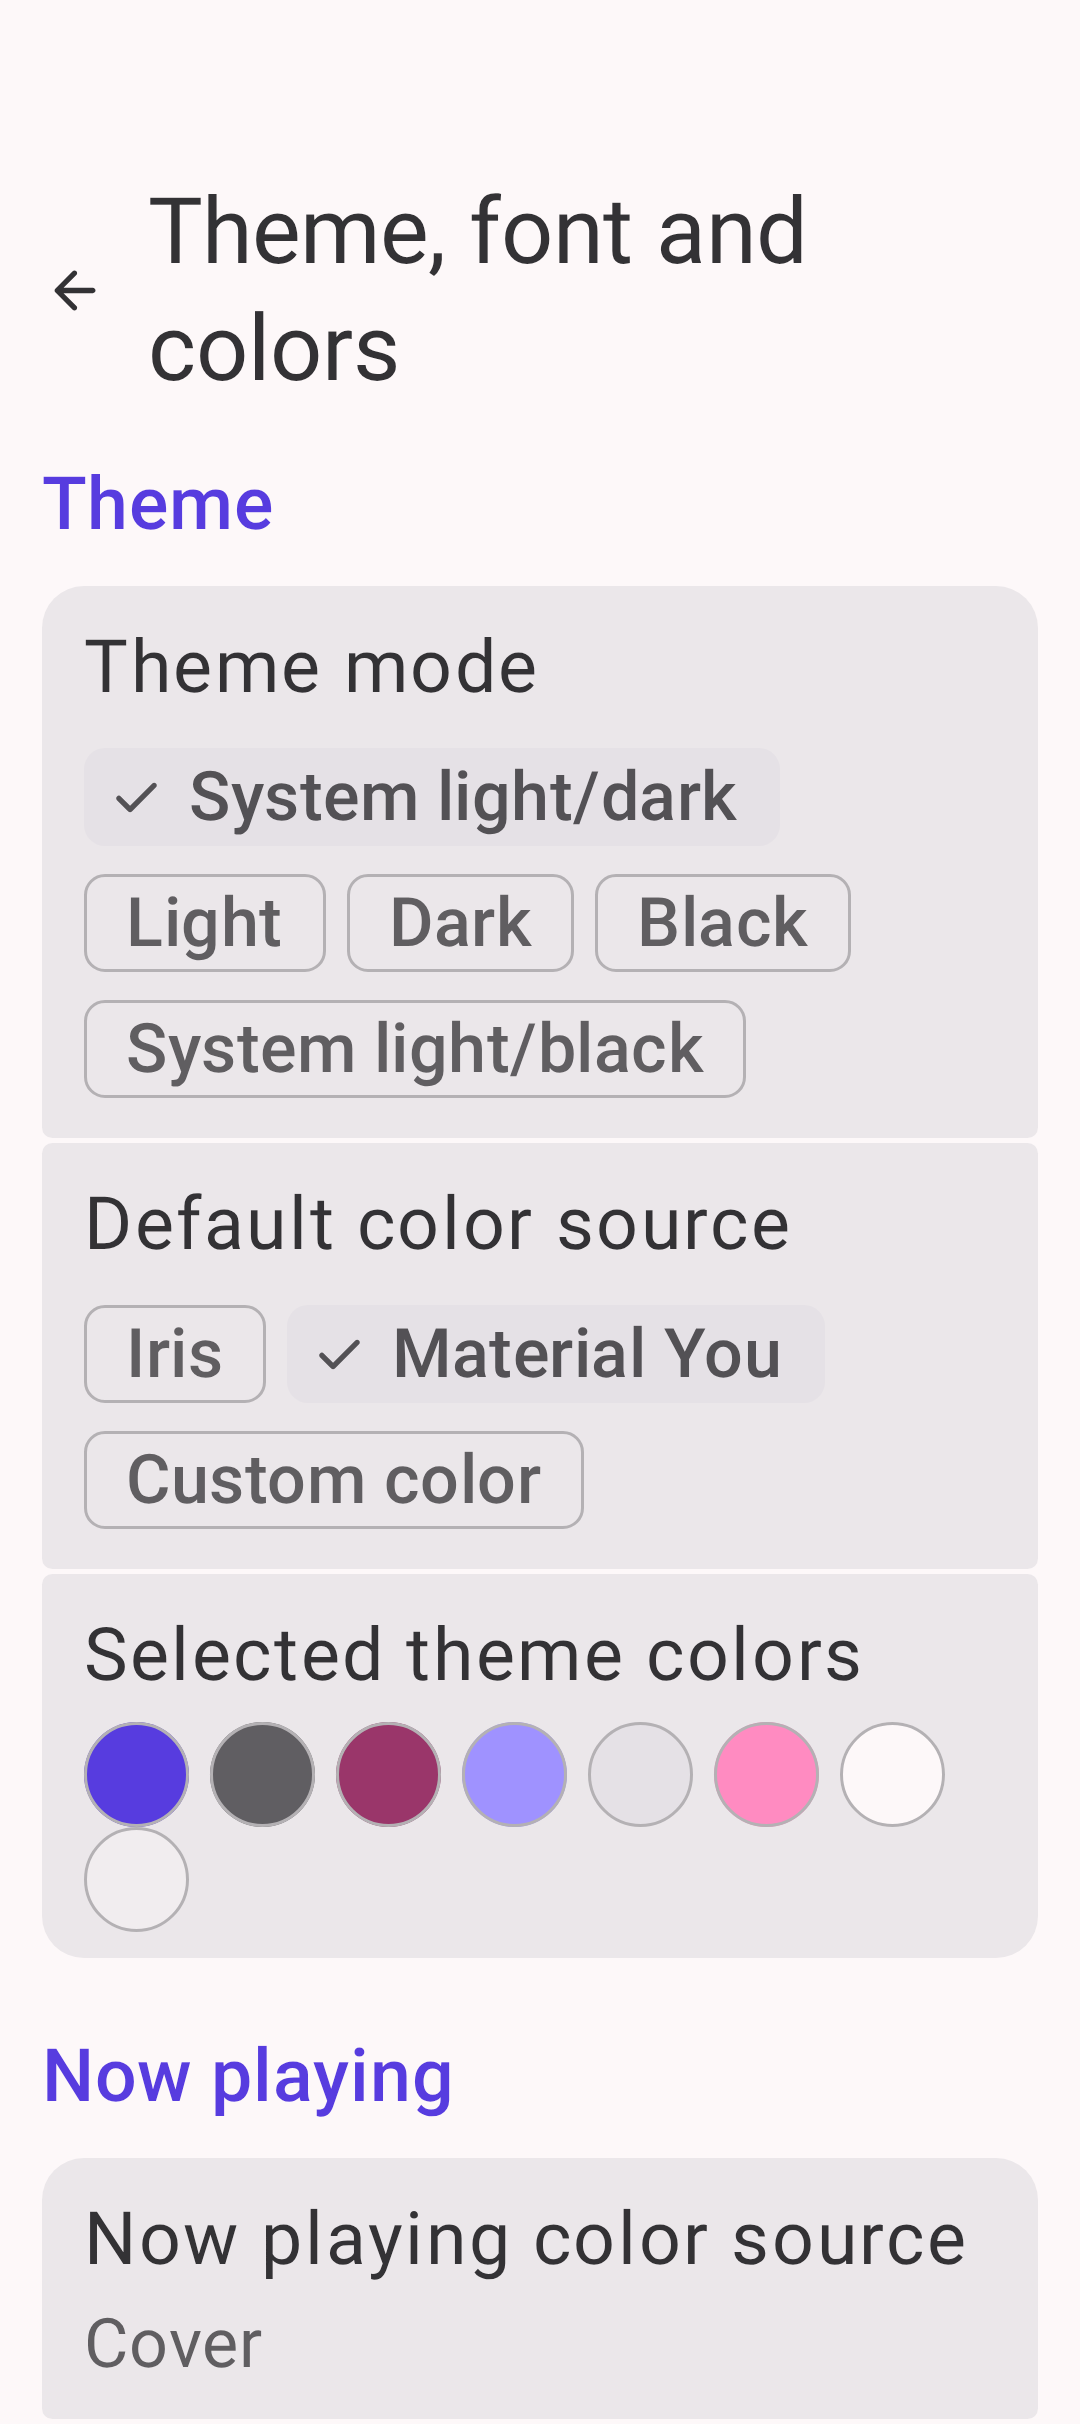 Theme, font and
colors
Theme
Theme mode
System light/dark
Light Dark Black
System light/black
Default color source
Iris Material You
Custom color
Selected theme colors
Now playing
Now playing color source
Cover